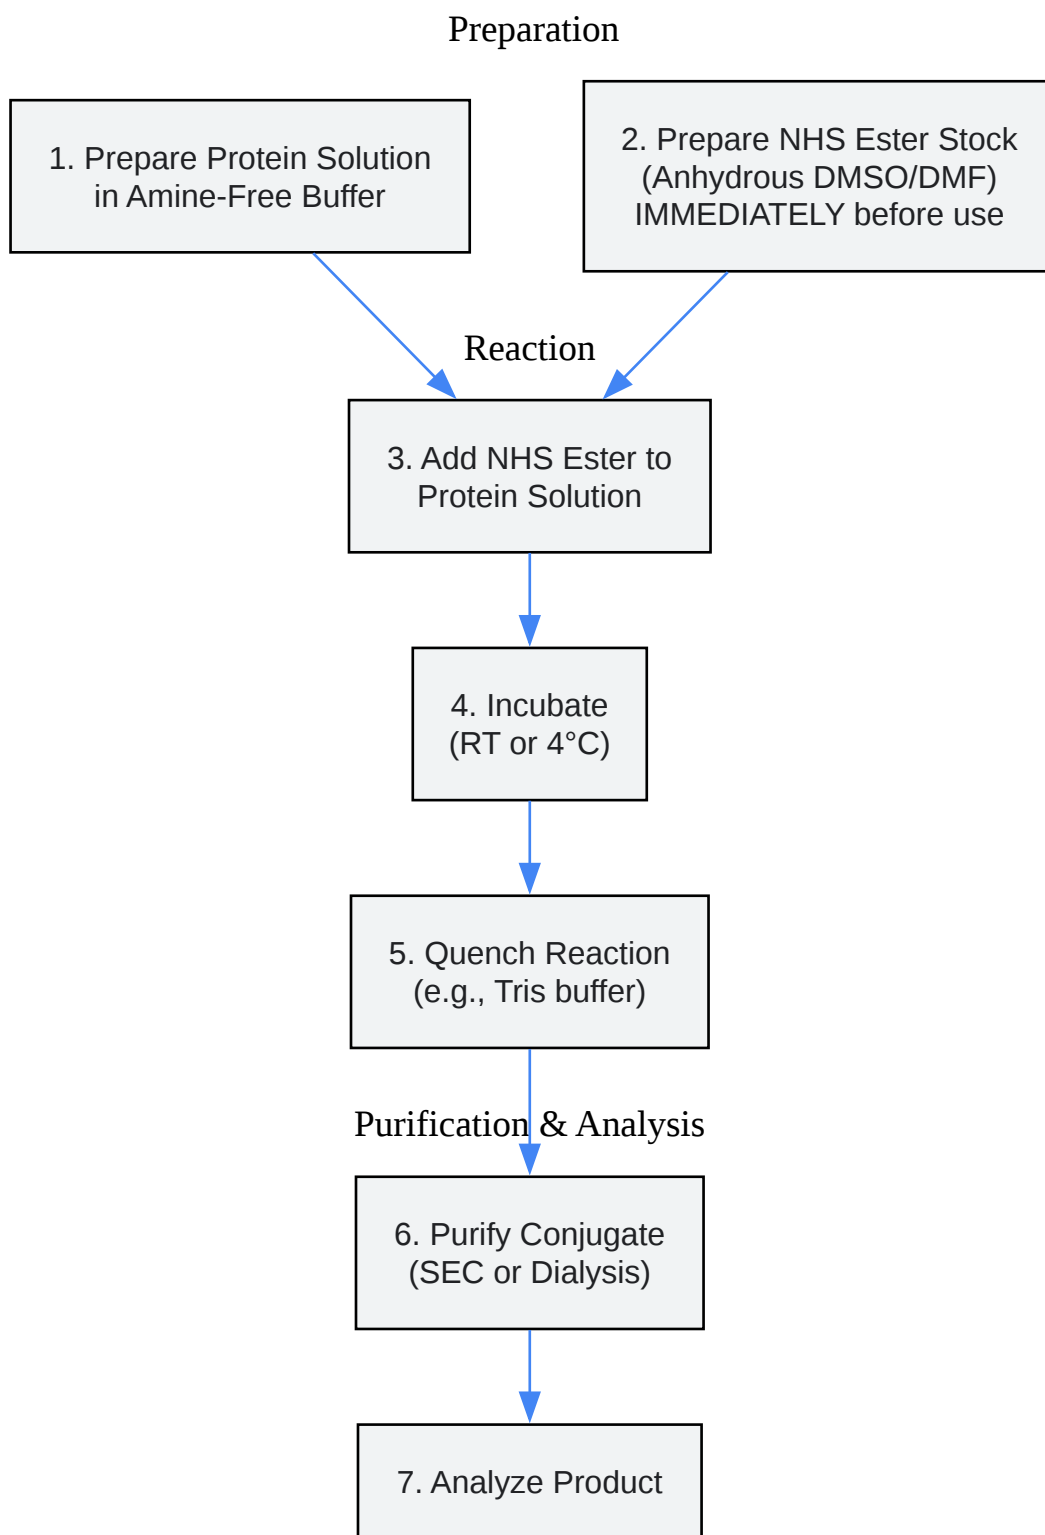 Preparation
1. Prepare Protein Solution
in Amine-Free Buffer
2. Prepare NHS Ester Stock
(Anhydrous DMSO/DMF)
IMMEDIATELY before use
Reaction
3. Add NHS Ester to
Protein Solution
4. Incubate
(RT or 4°C)
5. Quench Reaction
(e.g., Tris buffer)
Purification & Analysis
6. Purify Conjugate
(SEC or Dialysis)
7. Analyze Product